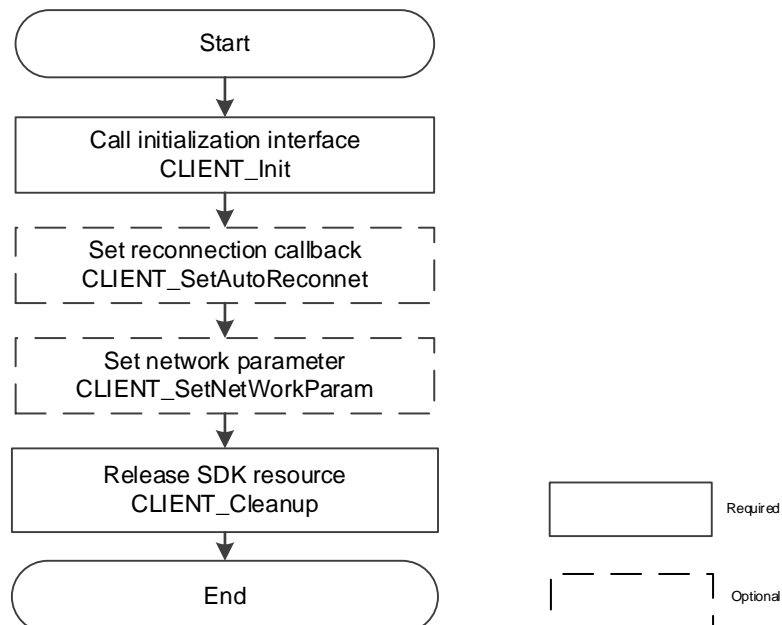 Start
Call initialization interface
CLIENT_Init
Set reconnection callback
CLIENT_SetAutoReconnet
Set network parameter
CLIENT_SetNetWorkParam
Release SDK resource
CLIENT_Cleanup
Required
End
Optional